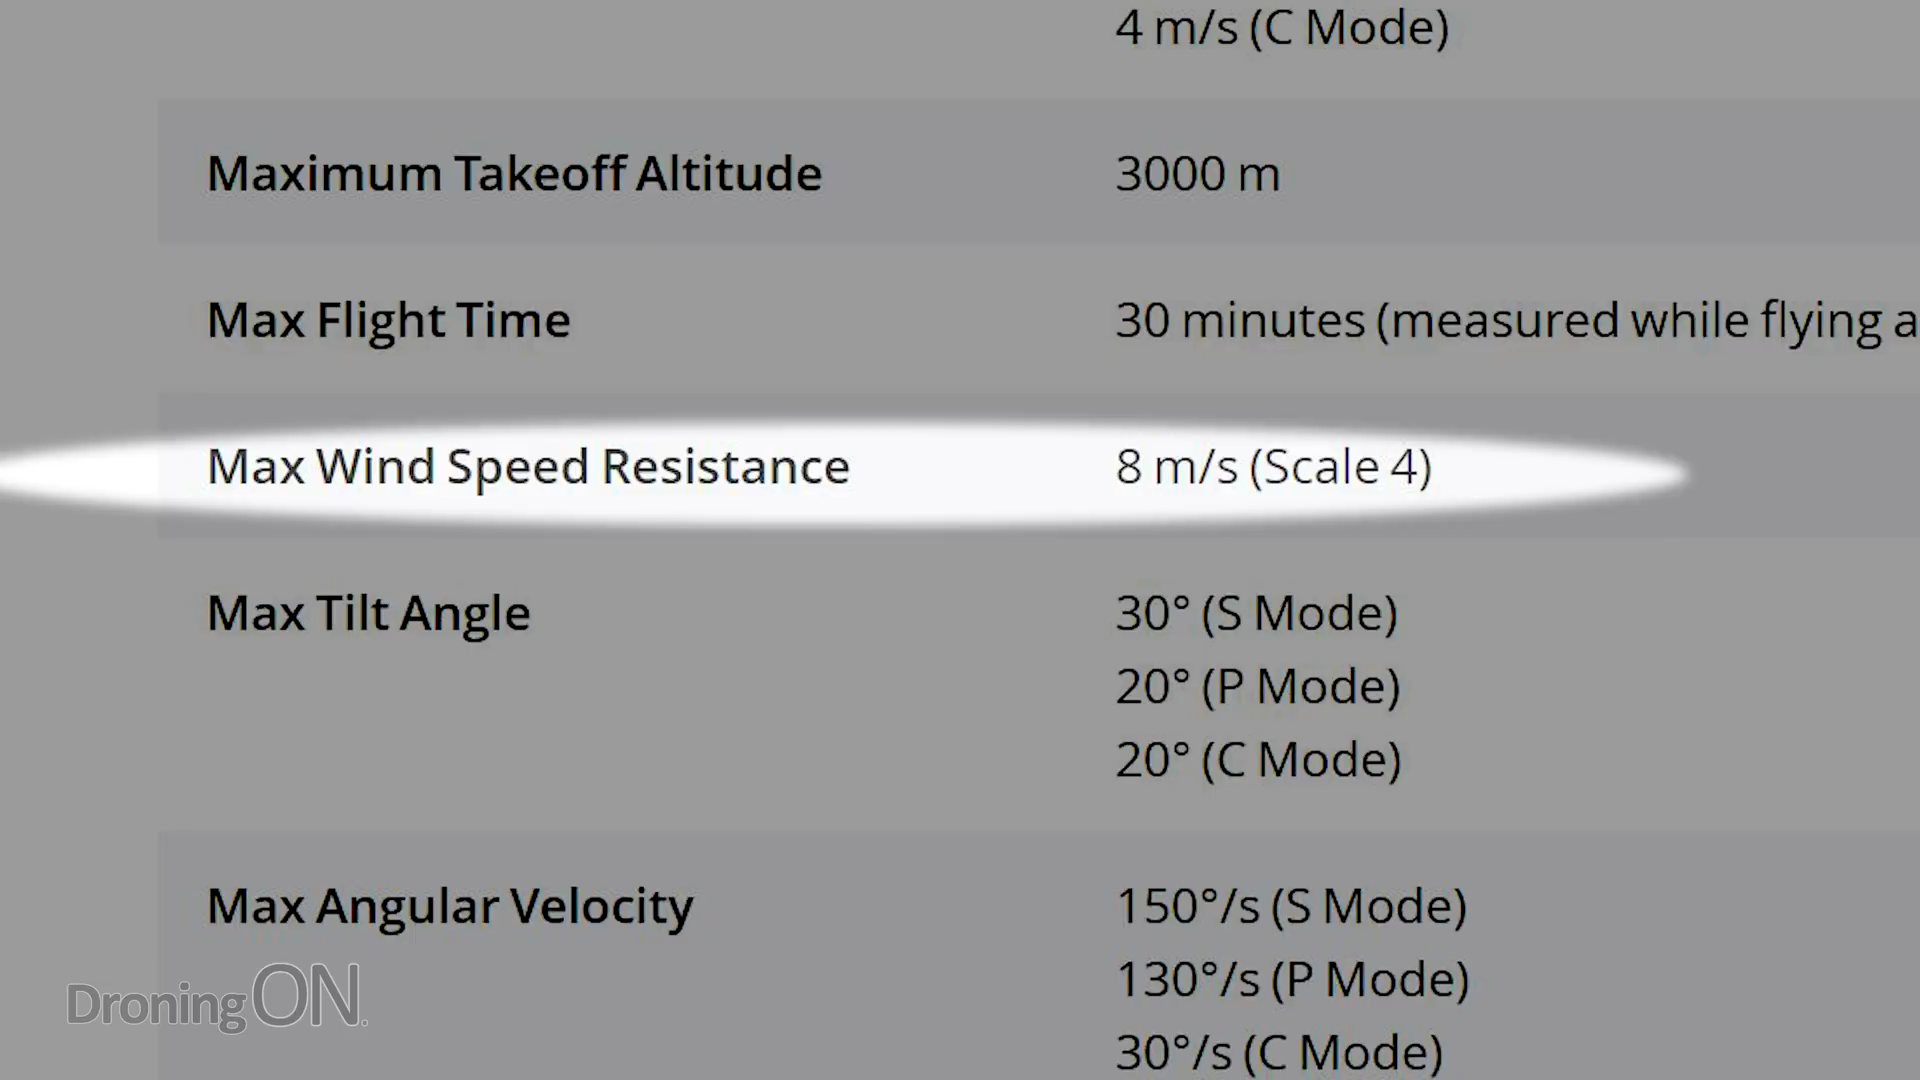 4 m/s (C Mode)
Maximum Takeoff Altitude 3000 m
Max Flight Time 30 minutes (measured while flying a
Max Wind Speed Resistance 8 m/s (Scale 4)
Max Tilt Angle 30° (S Mode)
20° (P Mode)
20° (C Mode)
Max Angular Velocity 150°/s (S Mode)
130°/s (P Mode)
30°/s (C Mode)
DroningON.